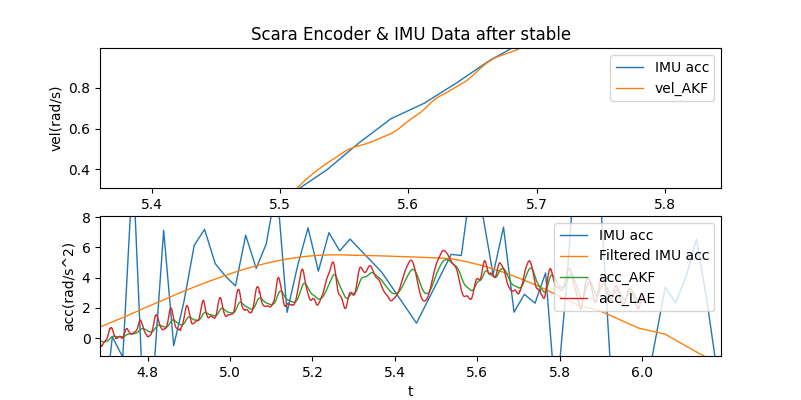 Scara Encoder & IMU Data after stable
vel(rad/s)
0.8
0.6
0.4
IMU acc
vel_AKF
5.4 5.5 5.6 5.7 5.8
acc(rad/s^2)
8
6
4
2
0
IMU acc
Filtered IMU acc
acc_AKF
acc_LAE
4.8 5.0 5.2 5.4 5.6 5.8 6.0
t